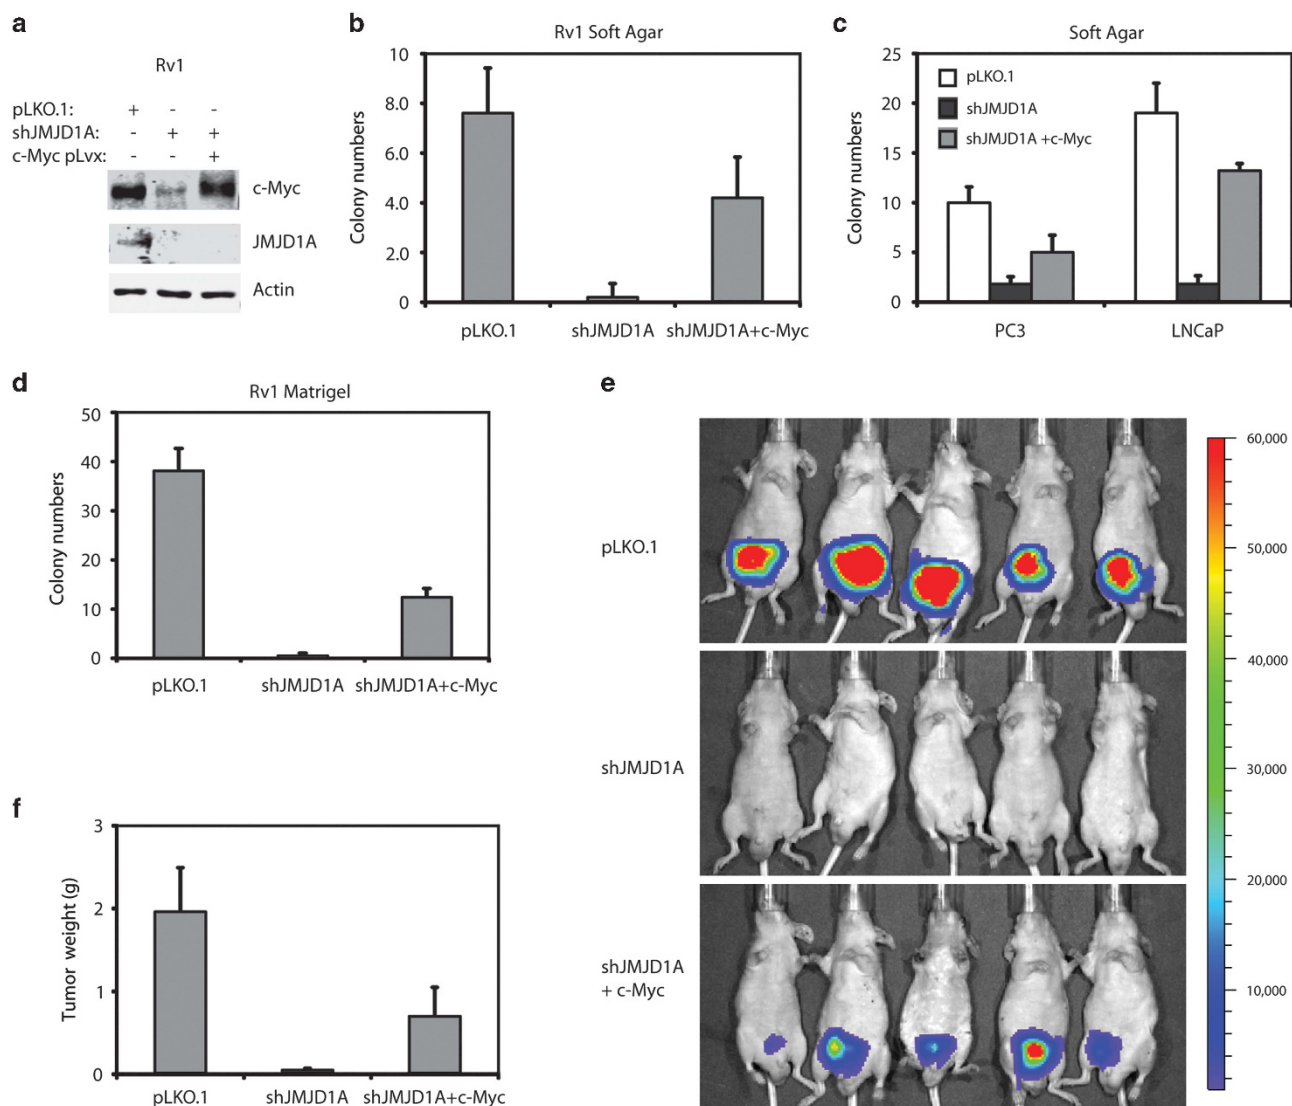 a
Rv1
pLKO.1: + - -
shJMJD1A: - + +
c-Myc pLvx: - - +
c-Myc
JMJD1A
Actin
b
Rv1 Soft Agar
Colony numbers
10
8.0
6.0
4.0
2.0
0
pLKO.1 shJMJD1A shJMJD1A+c-Myc
c
Soft Agar
Colony numbers
25
20
15
10
5
0
pLKO.1
shJMJD1A
shJMJD1A +c-Myc
PC3 LNCaP
d
Rv1 Matrigel
Colony numbers
50
40
30
20
10
0
pLKO.1 shJMJD1A shJMJD1A+c-Myc
e
pLKO.1
shJMJD1A
shJMJD1A
+ c-Myc
60,000
50,000
40,000
30,000
20,000
10,000
f
Tumor weight (g)
3
2
1
0
pLKO.1 shJMJD1A shJMJD1A+c-Myc